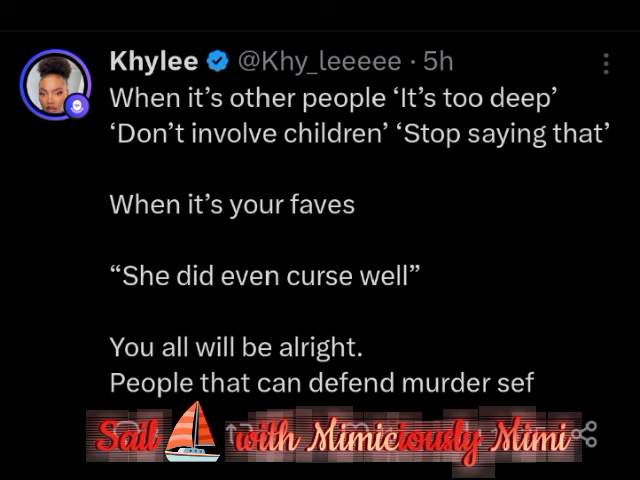 Khylee @Khy_leeeee · 5h
When it’s other people ‘It’s too deep’
‘Don’t involve children’ ‘Stop saying that’
When it’s your faves
“She did even curse well”
You all will be alright.
People that can defend murder sef
Sail with Mimiciously Mimi